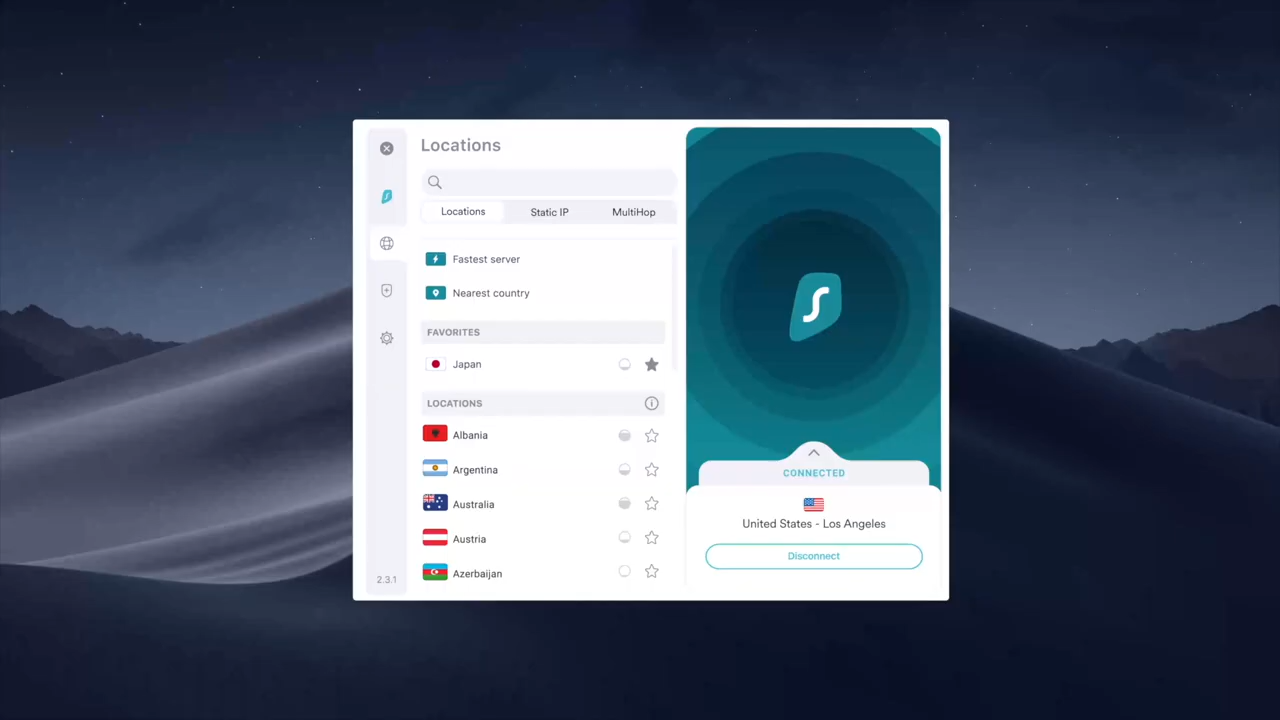 Locations
Locations
Static IP
MultiHop
Fastest server
Nearest country
FAVORITES
Japan
LOCATIONS
Albania
Argentina
Australia
Austria
Azerbaijan
2.3.1
CONNECTED
United States - Los Angeles
Disconnect